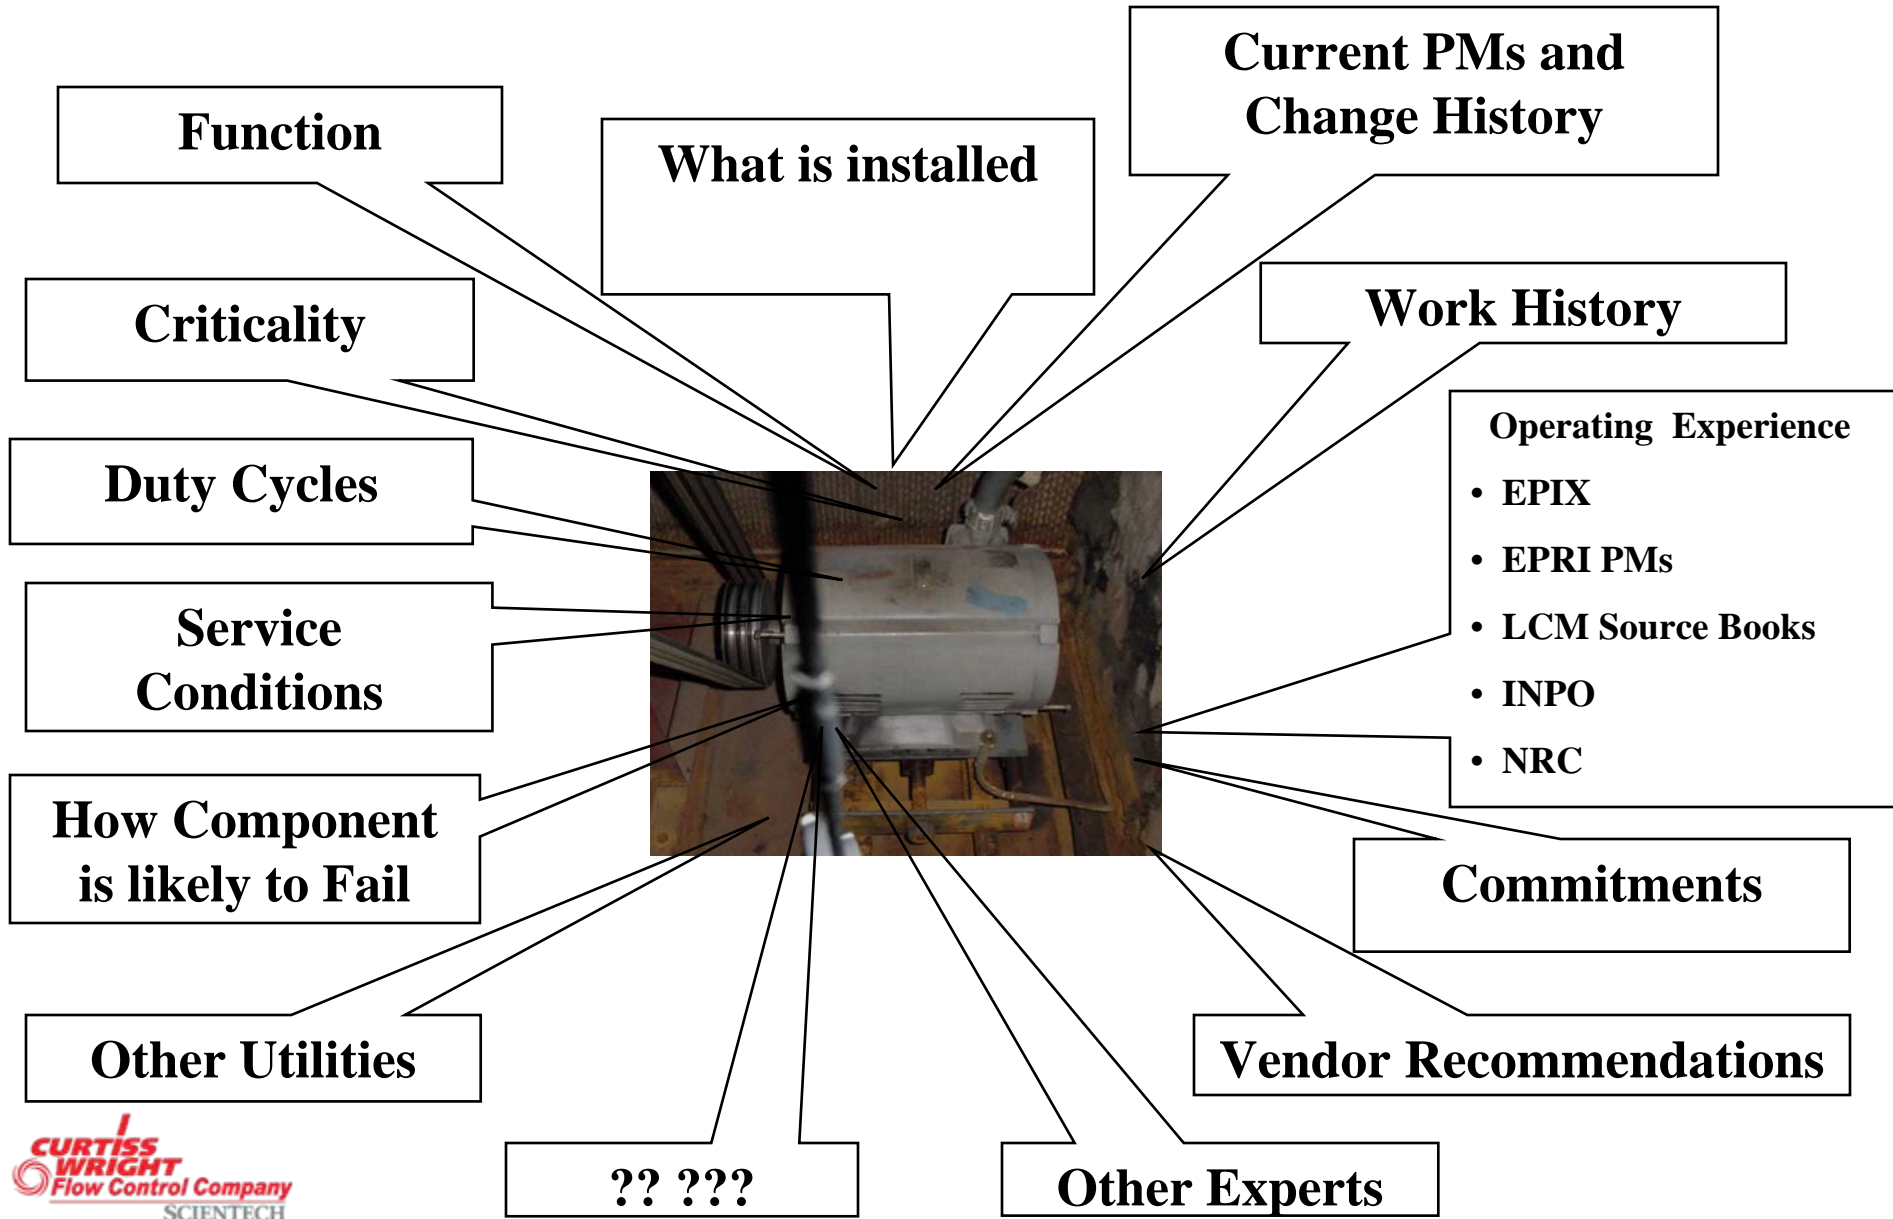 Function
What is installed
Current PMs and
Change History
Criticality
Work History
Duty Cycles
Operating Experience
• EPIX
• EPRI PMs
• LCM Source Books
• INPO
• NRC
Service
Conditions
How Component
is likely to Fail
Commitments
Other Utilities
Vendor Recommendations
?? ???
Other Experts
CURTISS
WRIGHT
Flow Control Company
SCIENTECH